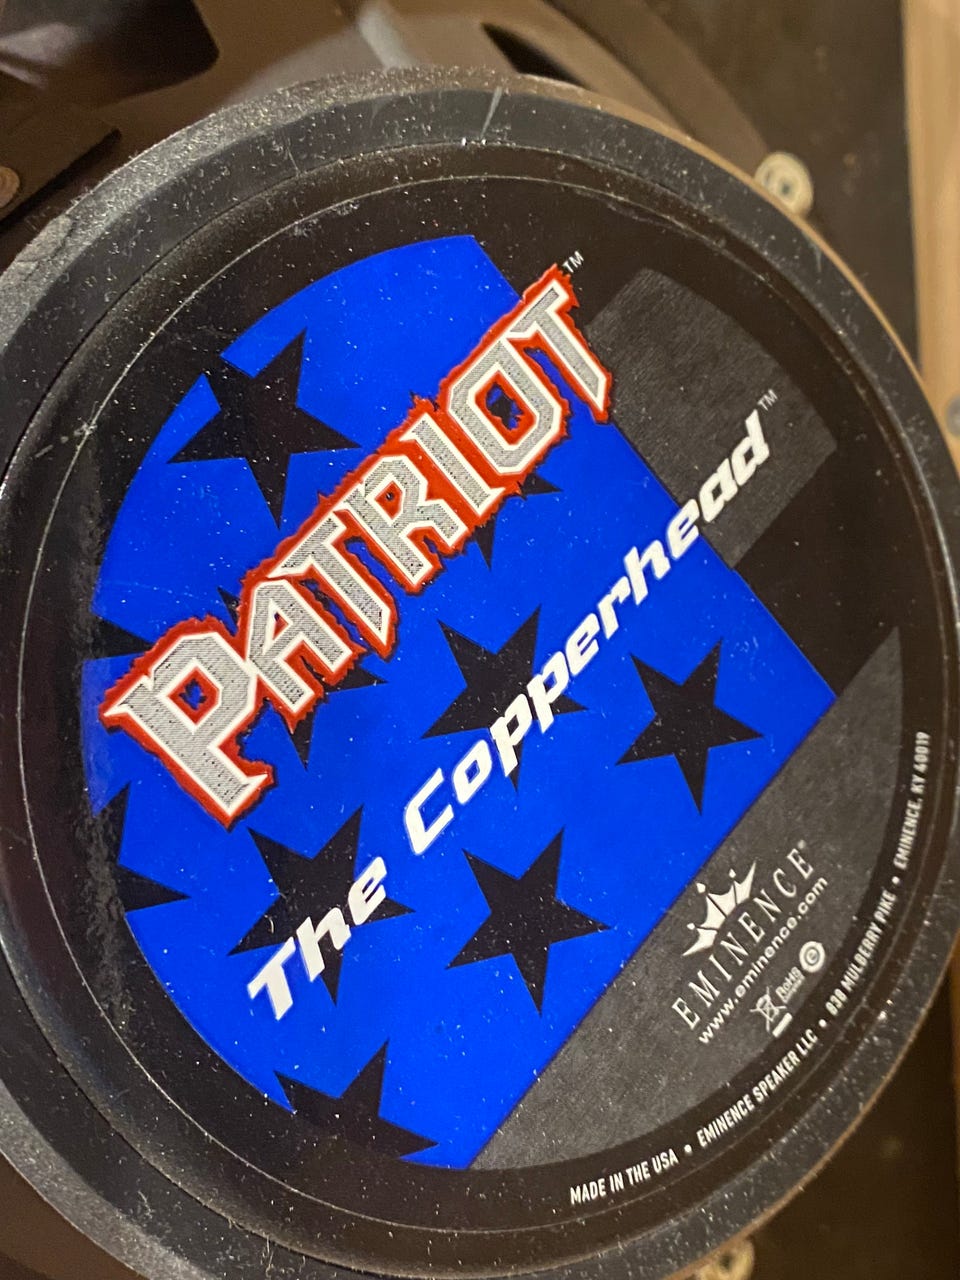 PATRIOT™
The Copperhead™
EMINENCE®
www.eminence.com
RoHS
MADE IN THE USA • EMINENCE SPEAKER LLC • 838 MULBERRY PIKE • EMINENCE, KY 40019